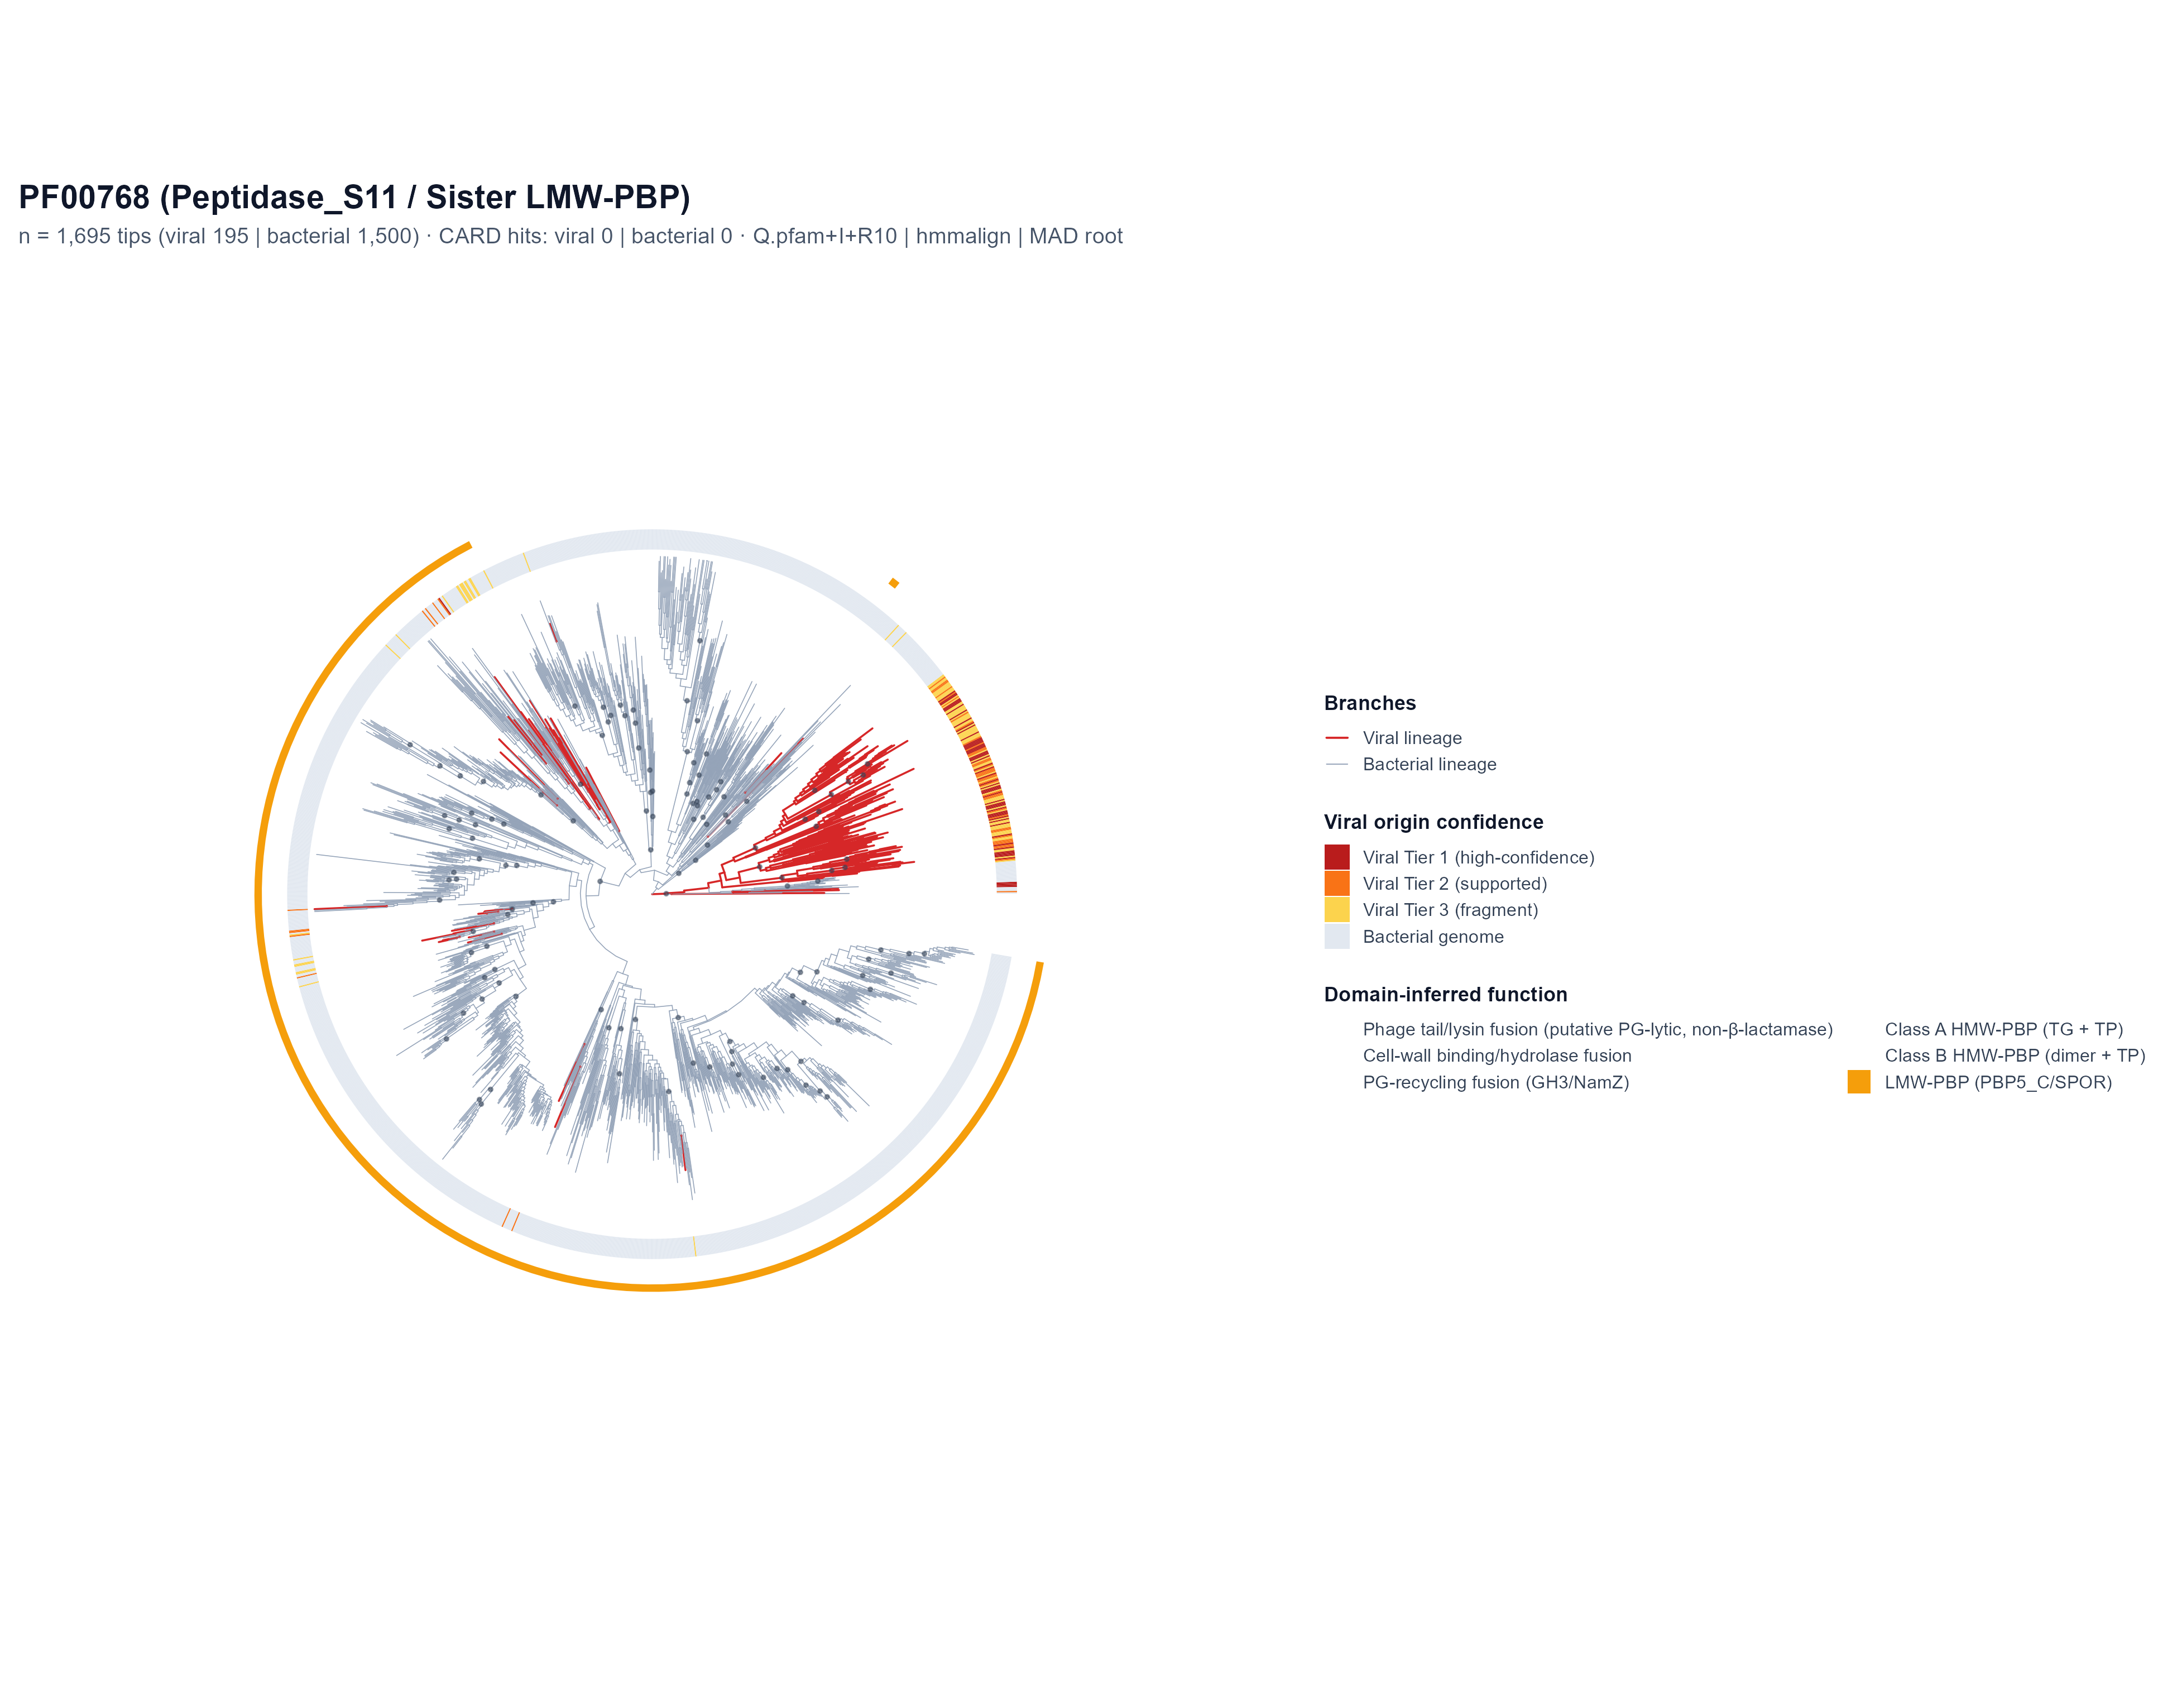 PF00768 (Peptidase_S11 / Sister LMW-PBP)
n = 1,695 tips (viral 195 | bacterial 1,500) · CARD hits: viral 0 | bacterial 0 · Q.pfam+I+R10 | hmmalign | MAD root
Branches
Viral lineage
Bacterial lineage
Viral origin confidence
Viral Tier 1 (high-confidence)
Viral Tier 2 (supported)
Viral Tier 3 (fragment)
Bacterial genome
Domain-inferred function
Phage tail/lysin fusion (putative PG-lytic, non-β-lactamase)
Cell-wall binding/hydrolase fusion
PG-recycling fusion (GH3/NamZ)
Class A HMW-PBP (TG + TP)
Class B HMW-PBP (dimer + TP)
LMW-PBP (PBP5_C/SPOR)